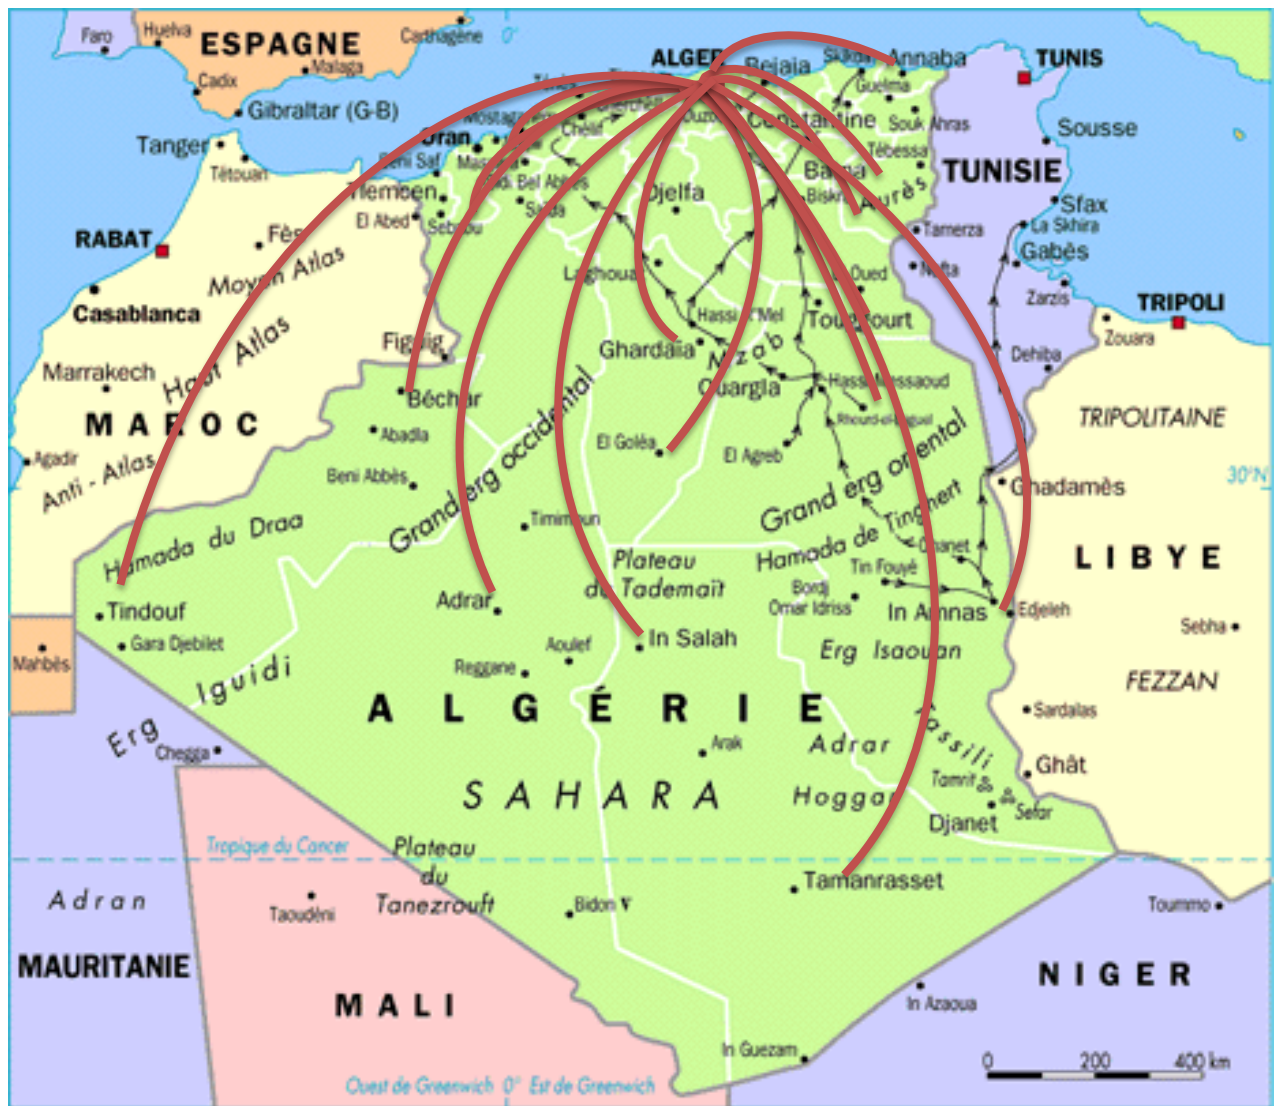 Faro
Huelva
ESPAGNE
Carthagène
0°
Malaga
Cadix
Gibraltar (G-B)
ALGER
Bejaia
Skikda
Annaba
TUNIS
Guelma
Constantine
Souk Ahras
Sousse
Tanger
Tétouan
Oran
Chélif
Tébessa
TUNISIE
Beni Saf
Tlemcen
Sidi Bel Abbès
Djelfa
Batna
Biskra
Aurès
Sfax
El Abed
Sebdou
Saïda
RABAT
Fès
Tamerza
La Skhira
Gabès
Moyen Atlas
Laghouat
El Oued
Nefta
Zarzis
TRIPOLI
Casablanca
Hassi R'Mel
Touggourt
Zouara
Haut Atlas
Figuig
Ghardaïa
Mzab
Dehiba
Marrakech
Ouargla
Hassi Messaoud
MAROC
Béchar
Rhourd-el-Baguel
TRIPOLITAINE
Abadla
El Goléa
El Agreb
Agadir
Anti - Atlas
Beni Abbès
Grand erg occidental
Grand erg oriental
30°N
Ghadamès
Hamada du Draa
Timimoun
Hamada de Tinghert
Ohanet
Plateau
du Tademaït
Tin Fouyé
LIBYE
Bordj
Omar Idriss
Tindouf
Adrar
In Amnas
Edjeleh
Gara Djebilet
Aoulef
In Salah
Erg Isaouan
Sebha
Mahbès
Reggane
FEZZAN
Erg Iguidi
ALGÉRIE
Sardalas
Chegga
Arak
Adrar
Hoggar
Tassili
Ghât
SAHARA
Tamrit
Sefar
Djanet
Tropique du Cancer
Plateau
du
Tanezrouft
Tamanrasset
Adran
Taoudéni
Bidon V
Toummo
MAURITANIE
MALI
NIGER
In Azaoua
In Guezam
0 200 400 km
Ouest de Greenwich 0° Est de Greenwich